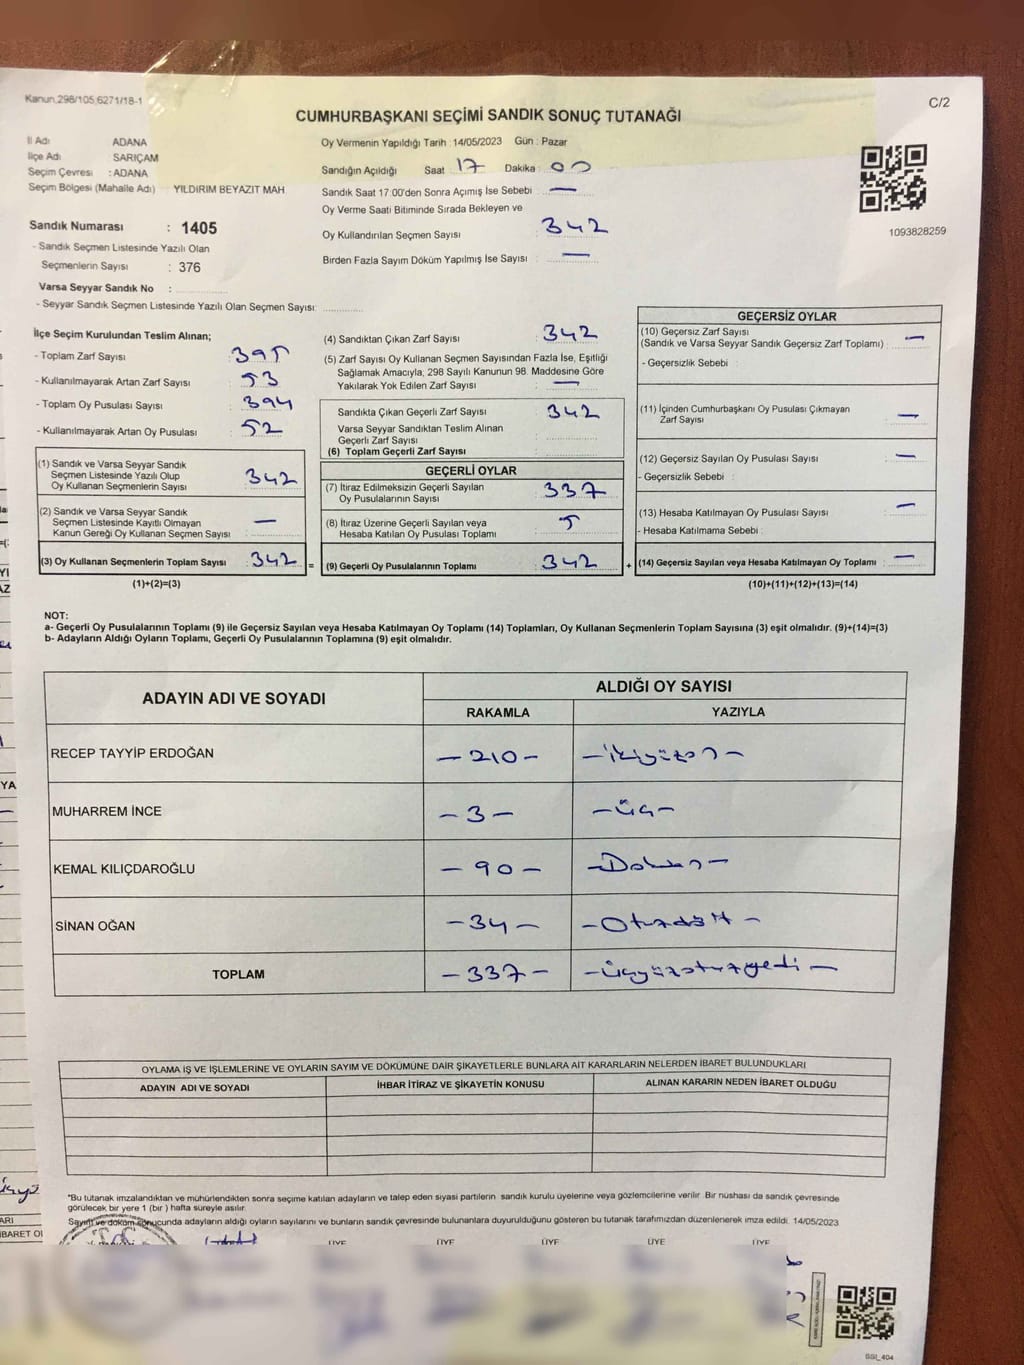 Kanun.298/105,6271/18-1
C/2
CUMHURBAŞKANI SEÇİMİ SANDIK SONUÇ TUTANAĞI
İl Adı ADANA
İlçe Adı SARIÇAM
Seçim Çevresi : ADANA
Seçim Bölgesi (Mahalle Adı) YILDIRIM BEYAZIT MAH
Sandık Numarası : 1405
- Sandık Seçmen Listesinde Yazılı Olan
Seçmenlerin Sayısı : 376
Varsa Seyyar Sandık No :
- Seyyar Sandık Seçmen Listesinde Yazılı Olan Seçmen Sayısı:
Oy Vermenin Yapıldığı Tarih : 14/05/2023 Gün : Pazar
Sandığın Açıldığı Saat 17 Dakika : 00
Sandık Saat 17:00'den Sonra Açımış İse Sebebi : —
Oy Verme Saati Bitiminde Sırada Bekleyen ve
Oy Kullandırılan Seçmen Sayısı : 342
Birden Fazla Sayım Döküm Yapılmış İse Sayısı : —
1093828259
İlçe Seçim Kurulundan Teslim Alınan;
- Toplam Zarf Sayısı : 395
- Kullanılmayarak Artan Zarf Sayısı : 53
- Toplam Oy Pusulası Sayısı : 394
- Kullanılmayarak Artan Oy Pusulası : 52
(1) Sandık ve Varsa Seyyar Sandık
Seçmen Listesinde Yazılı Olup
Oy Kullanan Seçmenlerin Sayısı : 342
(2) Sandık ve Varsa Seyyar Sandık
Seçmen Listesinde Kayıtlı Olmayan
Kanun Gereği Oy Kullanan Seçmen Sayısı : —
(3) Oy Kullanan Seçmenlerin Toplam Sayısı : 342 =
(1)+(2)=(3)
(4) Sandıktan Çıkan Zarf Sayısı : 342
(5) Zarf Sayısı Oy Kullanan Seçmen Sayısından Fazla İse, Eşitliği
Sağlamak Amacıyla; 298 Sayılı Kanunun 98. Maddesine Göre
Yakılarak Yok Edilen Zarf Sayısı : —
Sandıkta Çıkan Geçerli Zarf Sayısı : 342
Varsa Seyyar Sandıktan Teslim Alınan
Geçerli Zarf Sayısı :
(6) Toplam Geçerli Zarf Sayısı :
GEÇERLİ OYLAR
(7) İtiraz Edilmeksizin Geçerli Sayılan
Oy Pusulalarının Sayısı : 337
(8) İtiraz Üzerine Geçerli Sayılan veya
Hesaba Katılan Oy Pusulası Toplamı : 5
(9) Geçerli Oy Pusulalarının Toplamı : 342 +
GEÇERSİZ OYLAR
(10) Geçersiz Zarf Sayısı
(Sandık ve Varsa Seyyar Sandık Geçersiz Zarf Toplamı) : —
- Geçersizlik Sebebi :
(11) İçinden Cumhurbaşkanı Oy Pusulası Çıkmayan
Zarf Sayısı : —
(12) Geçersiz Sayılan Oy Pusulası Sayısı : —
- Geçersizlik Sebebi :
(13) Hesaba Katılmayan Oy Pusulası Sayısı : —
- Hesaba Katılmama Sebebi :
(14) Geçersiz Sayılan veya Hesaba Katılmayan Oy Toplamı : —
(10)+(11)+(12)+(13)=(14)
NOT:
a- Geçerli Oy Pusulalarının Toplamı (9) ile Geçersiz Sayılan veya Hesaba Katılmayan Oy Toplamı (14) Toplamları, Oy Kullanan Seçmenlerin Toplam Sayısına (3) eşit olmalıdır. (9)+(14)=(3)
b- Adayların Aldığı Oyların Toplamı, Geçerli Oy Pusulalarının Toplamına (9) eşit olmalıdır.
ADAYIN ADI VE SOYADI
ALDIĞI OY SAYISI
RAKAMLA YAZIYLA
RECEP TAYYİP ERDOĞAN - 210 - - ikiyüzon -
MUHARREM İNCE - 3 - - üç -
KEMAL KILIÇDAROĞLU - 90 - - Doksan -
SİNAN OĞAN - 34 - - Otuzdört -
TOPLAM - 337 - - üçyüzotuzyedi -
OYLAMA İŞ VE İŞLEMLERİNE VE OYLARIN SAYIM VE DÖKÜMÜNE DAİR ŞİKAYETLERLE BUNLARA AİT KARARLARIN NELERDEN İBARET BULUNDUKLARI
ADAYIN ADI VE SOYADI İHBAR İTİRAZ VE ŞİKAYETİN KONUSU ALINAN KARARIN NEDEN İBARET OLDUĞU
*Bu tutanak imzalandıktan ve mühürlendikten sonra seçime katılan adayların ve talep eden siyasi partilerin sandık kurulu üyelerine veya gözlemcilerine verilir. Bir nüshası da sandık çevresinde
görülecek bir yere 1 (bir) hafta süreyle asılır.
Sayım ve döküm sonucunda adayların aldığı oyların sayılarını ve bunların sandık çevresinde bulunanlara duyurulduğunu gösteren bu tutanak tarafımızdan düzenlenerek imza edildi. 14/05/2023
ÜYE ÜYE ÜYE ÜYE ÜYE
SSI_404